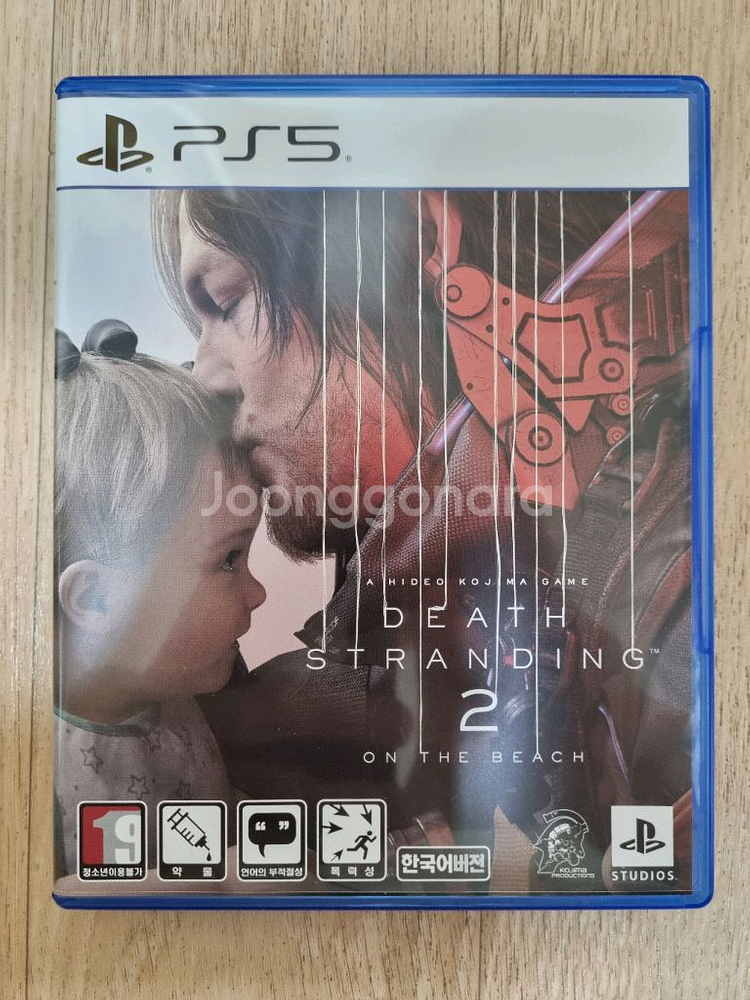 PS5
Joonggonara
A HIDEO KOJIMA GAME
DEATH
STRANDING™
2
ON THE BEACH
19
청소년이용불가
약 물
언어의 부적절성
폭 력 성
한국어버전
KOJIMA
PRODUCTIONS
STUDIOS